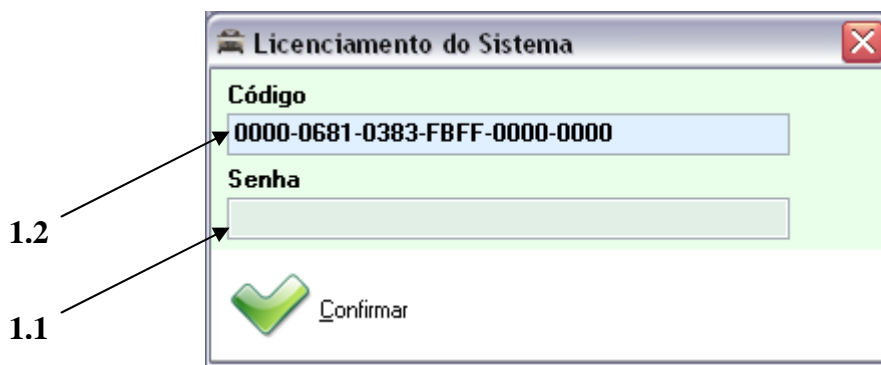 Licenciamento do Sistema
Código
0000-0681-0383-FBFF-0000-0000
Senha
1.2
1.1
Confirmar